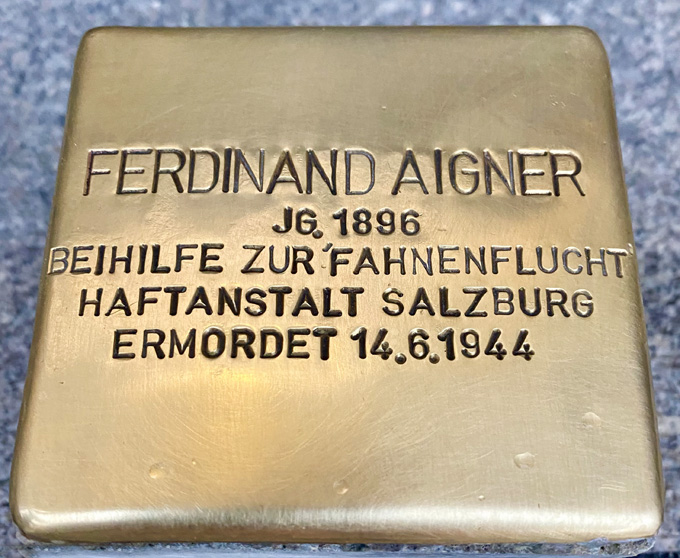 FERDINAND AIGNER
JG. 1896
BEIHILFE ZUR 'FAHNENFLUCHT'
HAFTANSTALT SALZBURG
ERMORDET 14.6.1944